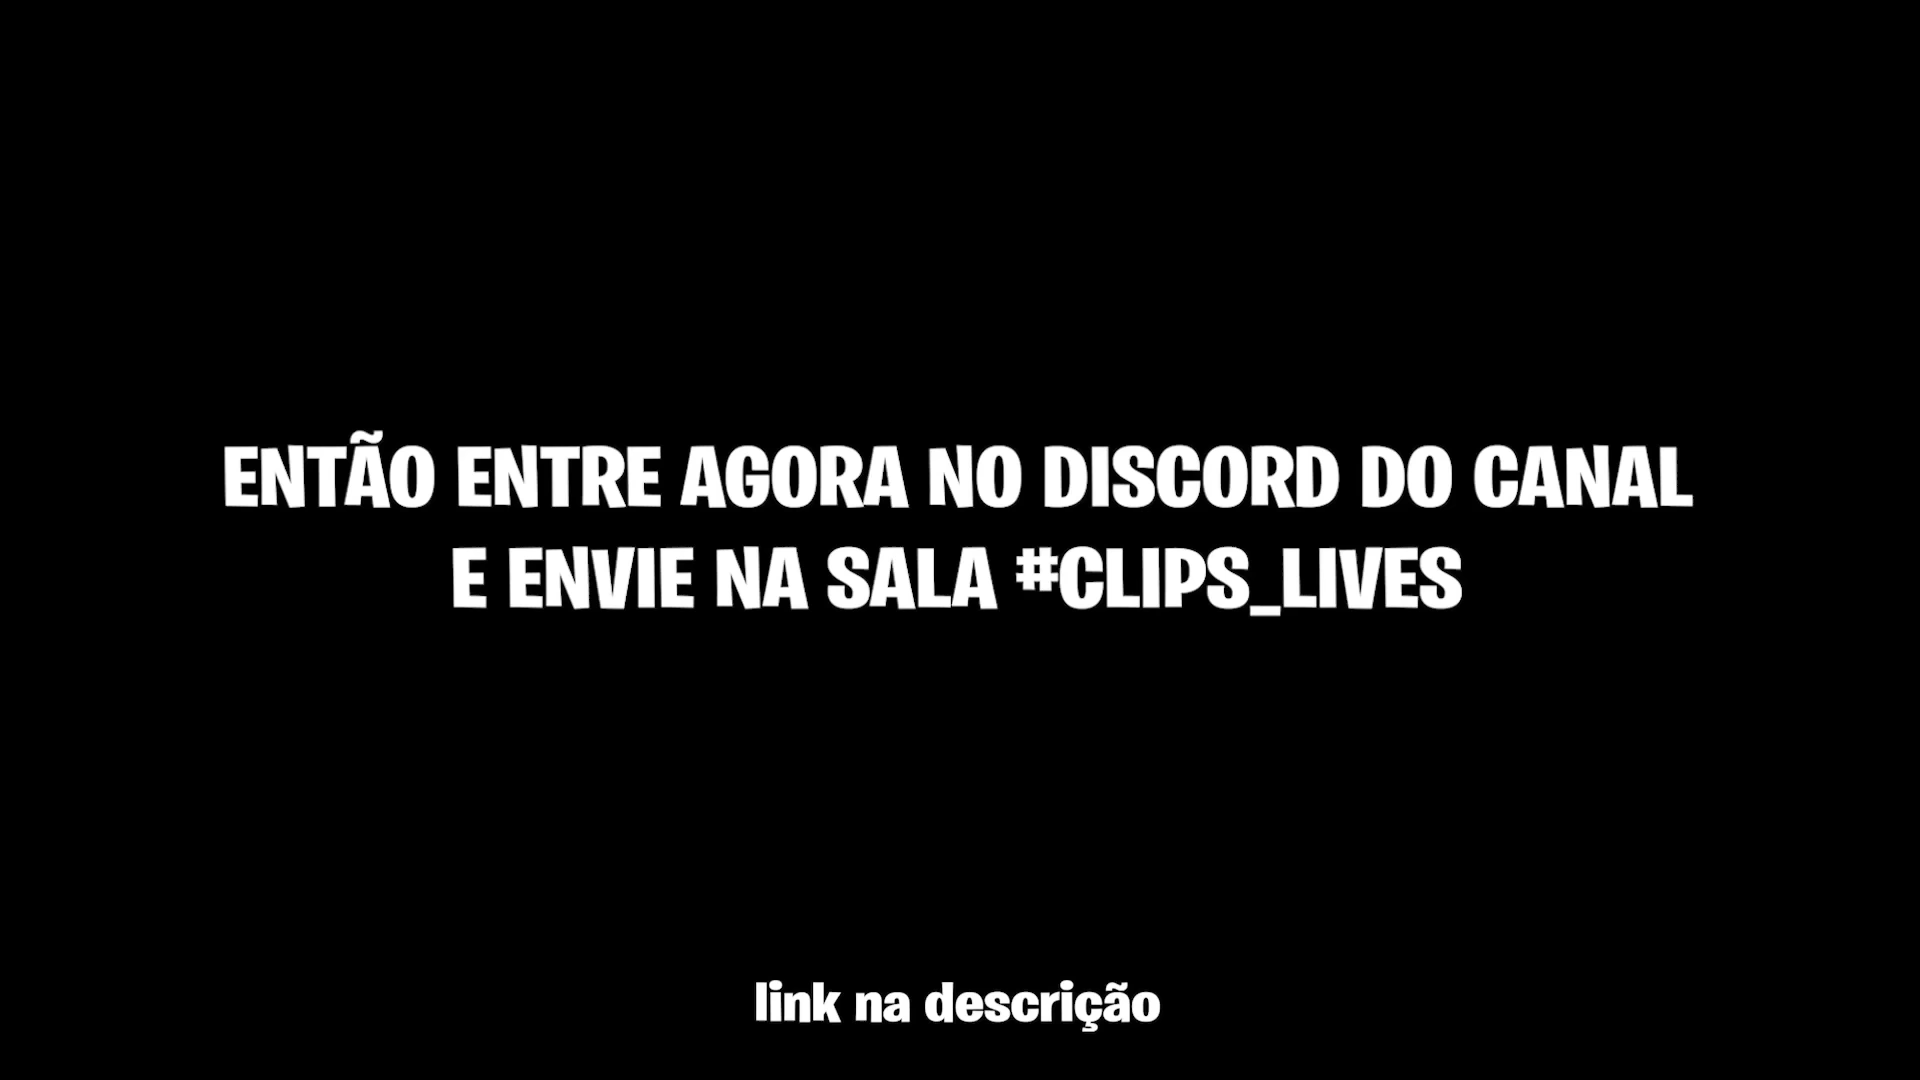 ENTÃO ENTRE AGORA NO DISCORD DO CANAL
E ENVIE NA SALA #CLIPS_LIVES
link na descrição